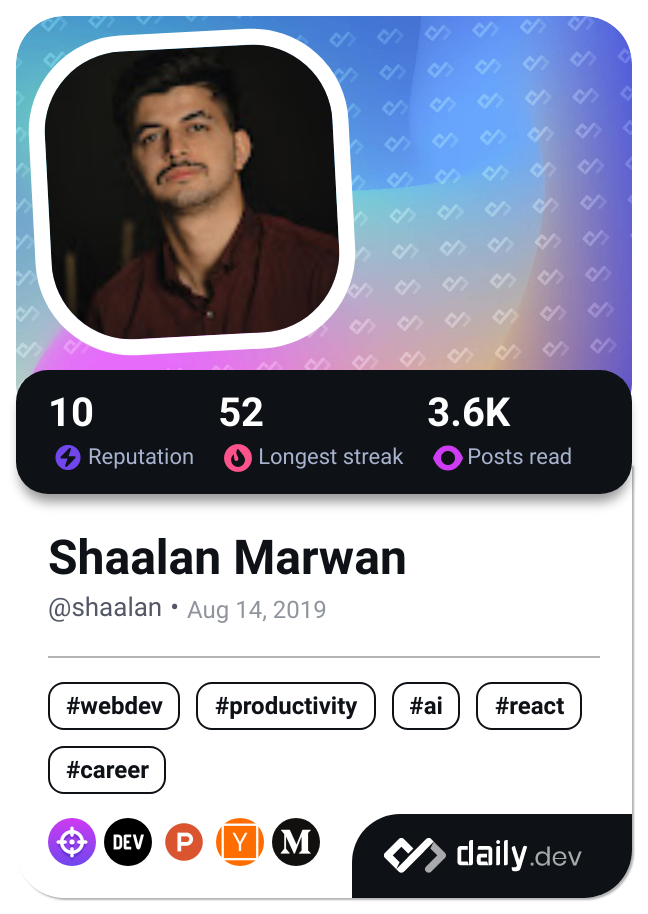 10 52 3.6K
Reputation Longest streak Posts read
Shaalan Marwan
@shaalan • Aug 14, 2019
#webdev #productivity #ai #react
#career
DEV P Y M daily.dev